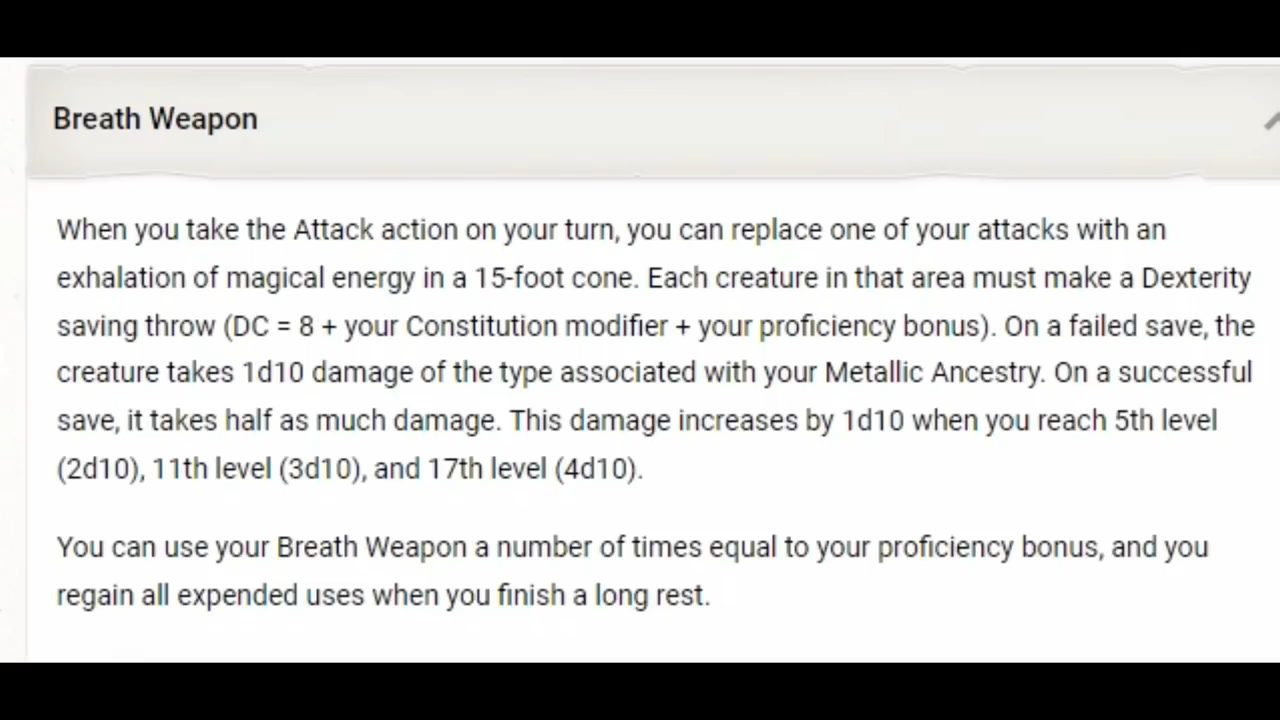 Breath Weapon
When you take the Attack action on your turn, you can replace one of your attacks with an
exhalation of magical energy in a 15-foot cone. Each creature in that area must make a Dexterity
saving throw (DC = 8 + your Constitution modifier + your proficiency bonus). On a failed save, the
creature takes 1d10 damage of the type associated with your Metallic Ancestry. On a successful
save, it takes half as much damage. This damage increases by 1d10 when you reach 5th level
(2d10), 11th level (3d10), and 17th level (4d10).
You can use your Breath Weapon a number of times equal to your proficiency bonus, and you
regain all expended uses when you finish a long rest.